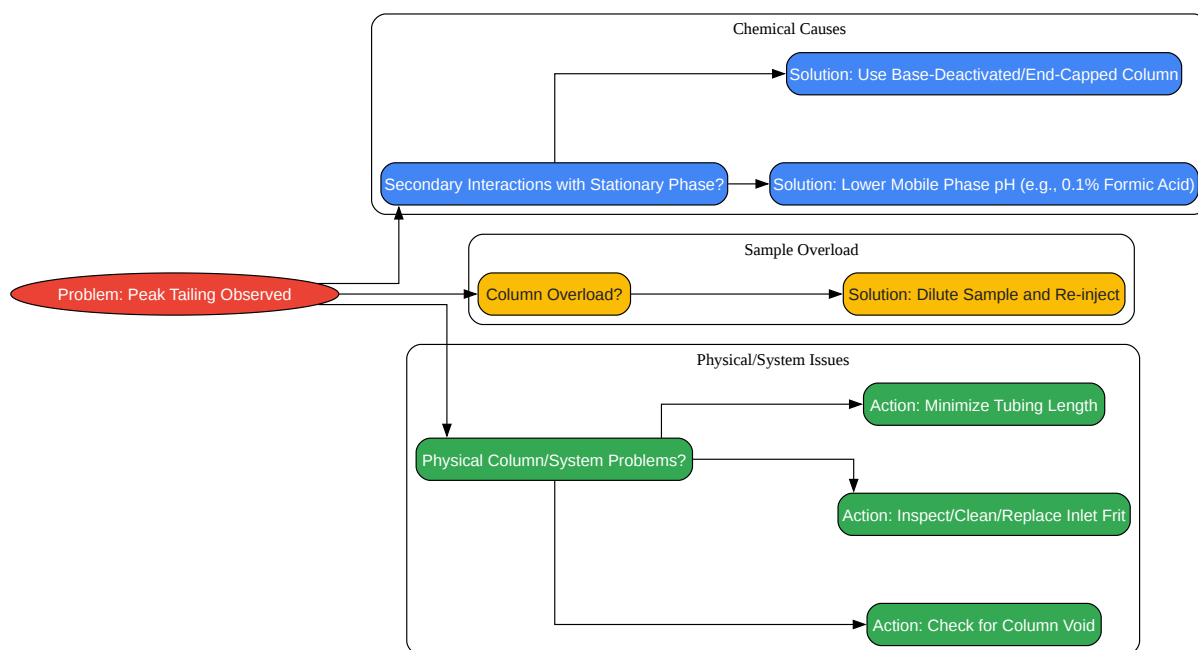 Chemical Causes
Solution: Use Base-Deactivated/End-Capped Column
Secondary Interactions with Stationary Phase?
Solution: Lower Mobile Phase pH (e.g., 0.1% Formic Acid)
Sample Overload
Problem: Peak Tailing Observed
Column Overload?
Solution: Dilute Sample and Re-inject
Physical/System Issues
Action: Minimize Tubing Length
Physical Column/System Problems?
Action: Inspect/Clean/Replace Inlet Frit
Action: Check for Column Void